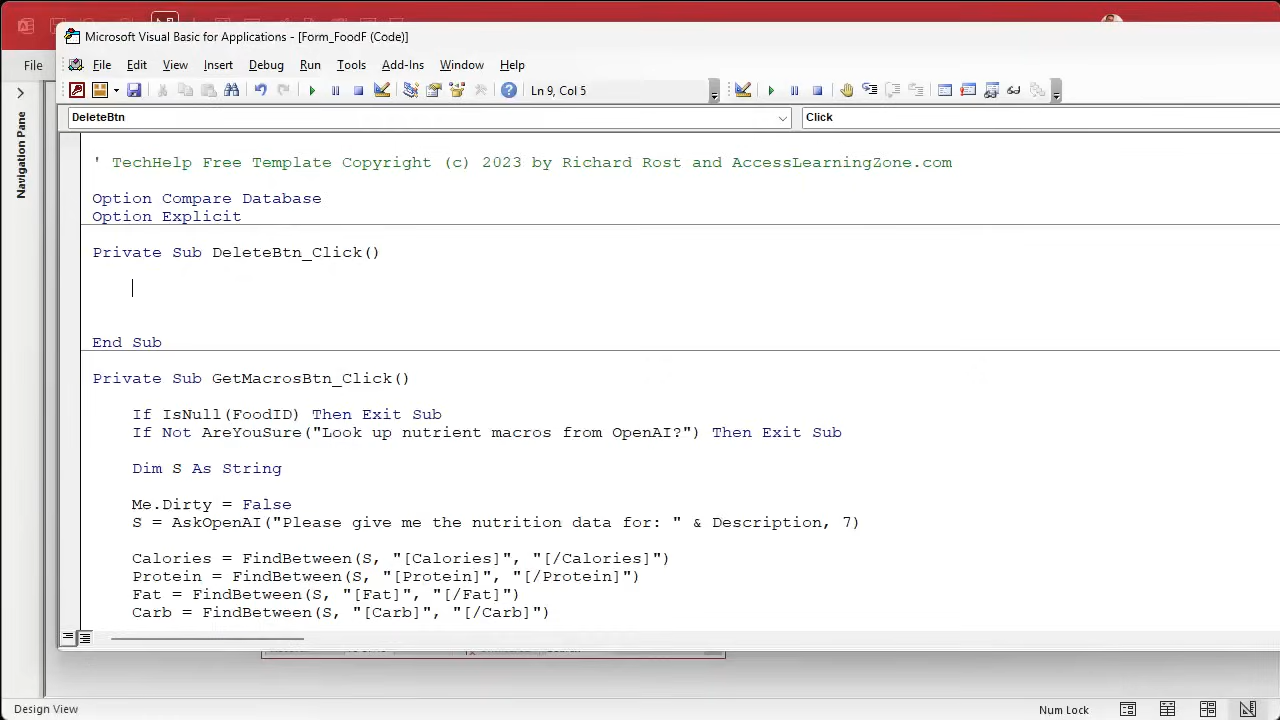 Microsoft Visual Basic for Applications - [Form_FoodF (Code)]
File
File Edit View Insert Debug Run Tools Add-Ins Window Help
Ln 9, Col 5
DeleteBtn
Click
Navigation Pane
' TechHelp Free Template Copyright (c) 2023 by Richard Rost and AccessLearningZone.com
Option Compare Database
Option Explicit
Private Sub DeleteBtn_Click()
End Sub
Private Sub GetMacrosBtn_Click()
If IsNull(FoodID) Then Exit Sub
If Not AreYouSure("Look up nutrient macros from OpenAI?") Then Exit Sub
Dim S As String
Me.Dirty = False
S = AskOpenAI("Please give me the nutrition data for: " & Description, 7)
Calories = FindBetween(S, "[Calories]", "[/Calories]")
Protein = FindBetween(S, "[Protein]", "[/Protein]")
Fat = FindBetween(S, "[Fat]", "[/Fat]")
Carb = FindBetween(S, "[Carb]", "[/Carb]")
Design View
Num Lock